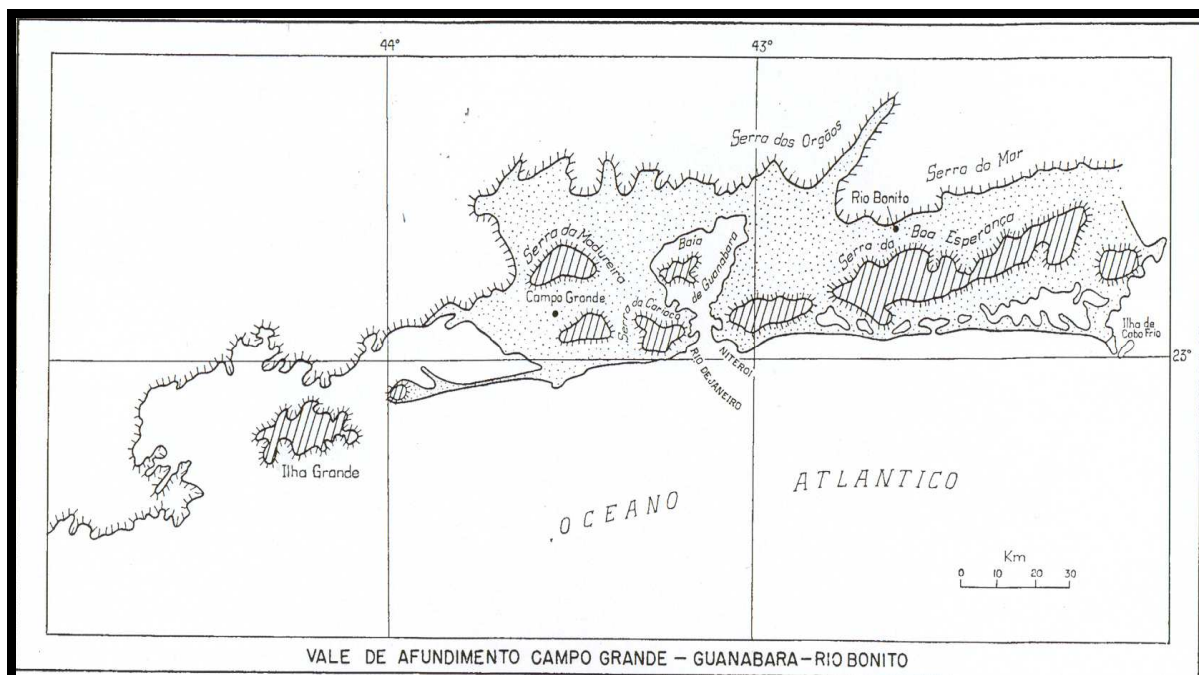 44°
43°
Serra dos Orgãos
Serra do Mar
Rio Bonito
Serra da Madureira
Baia
de Guanabara
Serra da Boa Esperança
Campo Grande
Serra da Carioca
Ilha de
Cabo Frio
23°
NITEROI
RIO DE JANEIRO
Ilha Grande
OCEANO
ATLANTICO
Km
0 10 20 30
VALE DE AFUNDIMENTO CAMPO GRANDE – GUANABARA – RIO BONITO